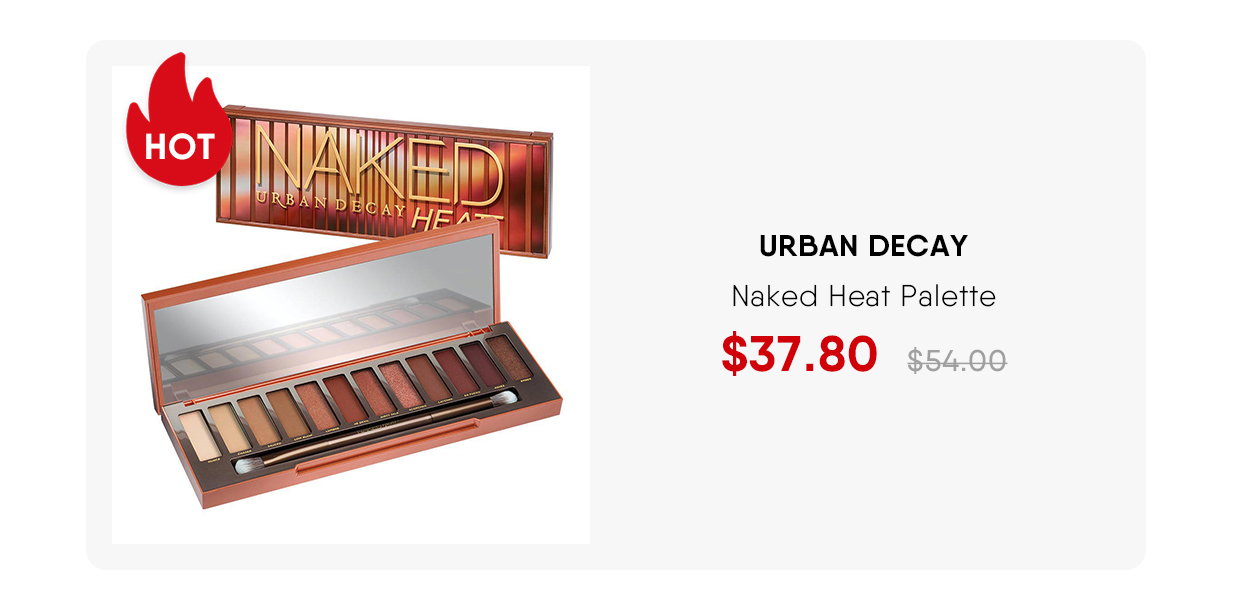 HOT
NAKED
URBAN DECAY
HEAT
URBAN DECAY
Naked Heat Palette
$37.80 $54.00